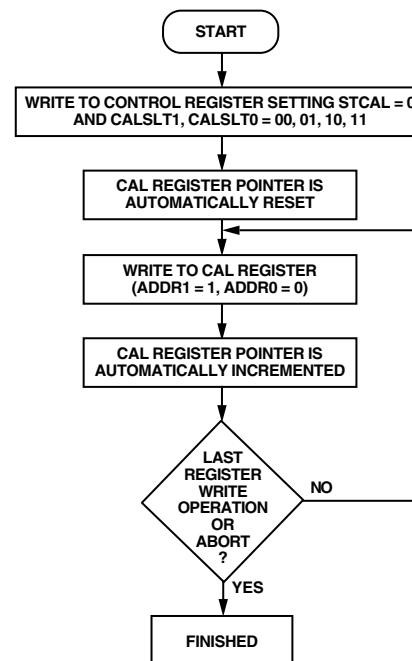 START
WRITE TO CONTROL REGISTER SETTING STCAL = 0
AND CALSLT1, CALSLT0 = 00, 01, 10, 11
CAL REGISTER POINTER IS
AUTOMATICALLY RESET
WRITE TO CAL REGISTER
(ADDR1 = 1, ADDR0 = 0)
CAL REGISTER POINTER IS
AUTOMATICALLY INCREMENTED
LAST
REGISTER
WRITE
OPERATION
OR
ABORT
?
NO
YES
FINISHED